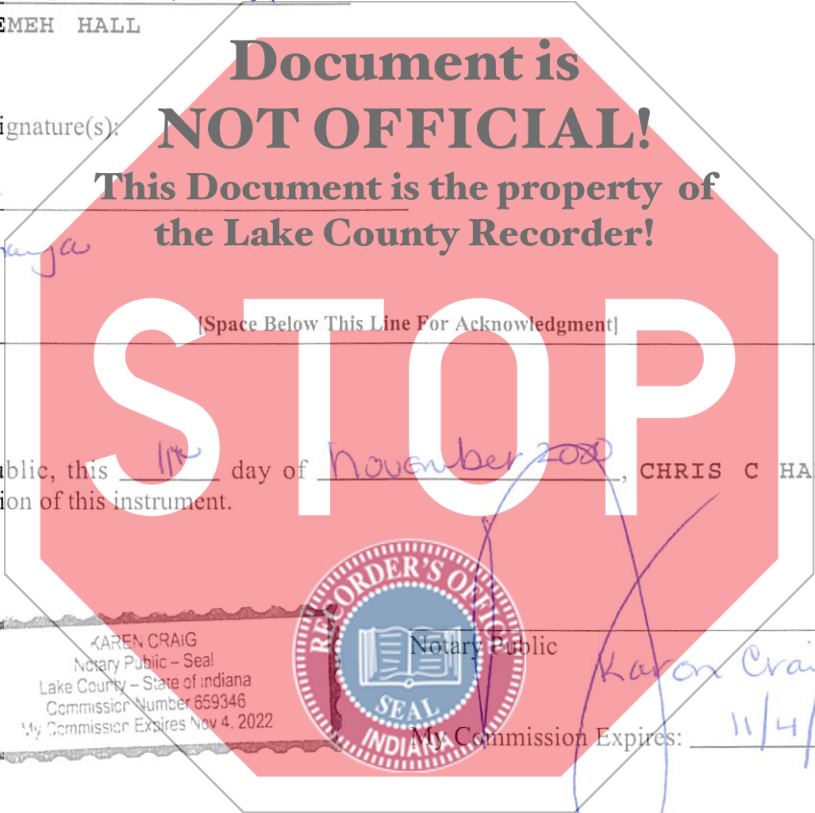 EMEH HALL
Document is
NOT OFFICIAL!
ignature(s):
This Document is the property of
the Lake County Recorder!
[Space Below This Line For Acknowledgment]
STOP
ublic, this 11th day of November 2020, CHRIS C HA
ion of this instrument.
RECORDER'S OFFICE
SEAL
INDIANA
KAREN CRAIG
Notary Public – Seal
Lake County – State of Indiana
Commission Number 659346
My Commission Expires Nov 4, 2022
Notary Public
Karen Crai
My Commission Expires: 11/4/